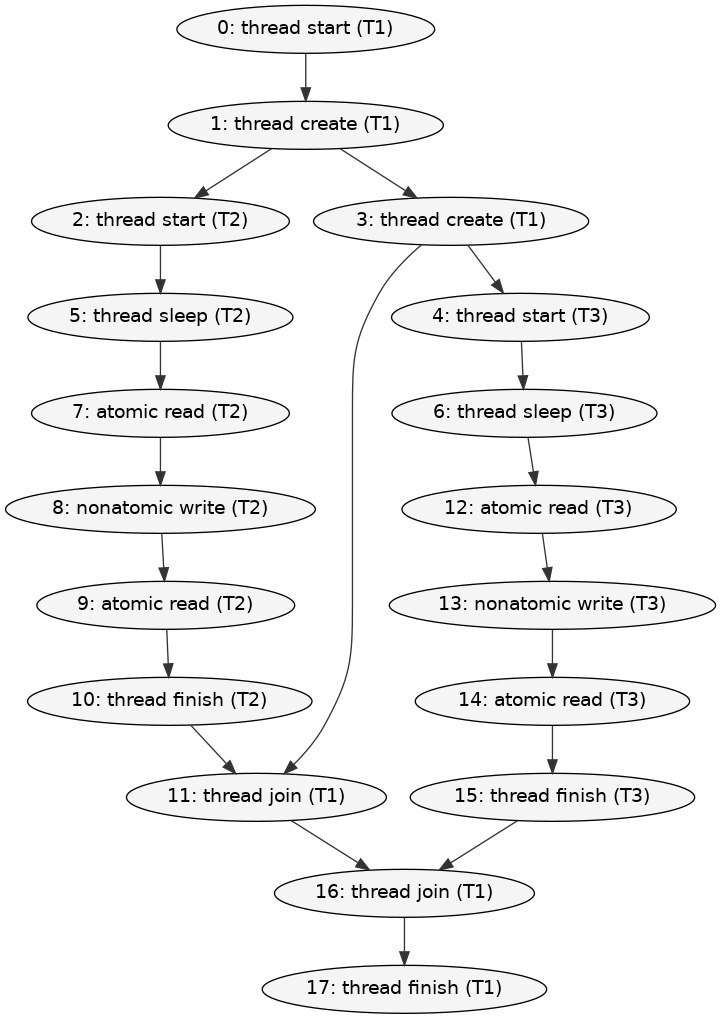 0: thread start (T1)
1: thread create (T1)
2: thread start (T2)
3: thread create (T1)
5: thread sleep (T2)
4: thread start (T3)
7: atomic read (T2)
6: thread sleep (T3)
8: nonatomic write (T2)
12: atomic read (T3)
9: atomic read (T2)
13: nonatomic write (T3)
10: thread finish (T2)
14: atomic read (T3)
11: thread join (T1)
15: thread finish (T3)
16: thread join (T1)
17: thread finish (T1)